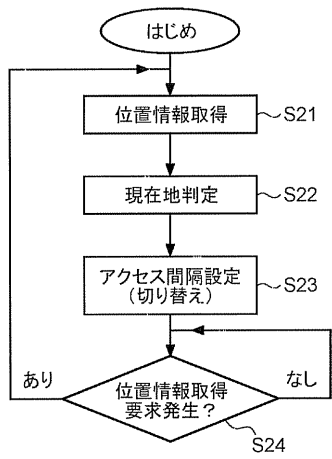 はじめ
位置情報取得
S21
現在地判定
S22
アクセス間隔設定
(切り替え)
S23
あり
位置情報取得
要求発生？
なし
S24